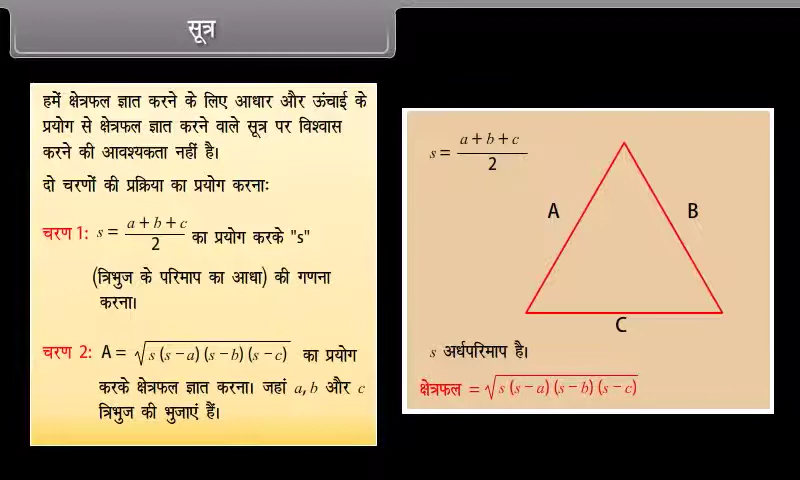 सूत्र
हमें क्षेत्रफल ज्ञात करने के लिए आधार और ऊंचाई के
प्रयोग से क्षेत्रफल ज्ञात करने वाले सूत्र पर विश्वास
करने की आवश्यकता नहीं है।
दो चरणों की प्रक्रिया का प्रयोग करना:
चरण 1: s = (a + b + c)/2 का प्रयोग करके "s"
(त्रिभुज के परिमाप का आधा) की गणना
करना।
चरण 2: A = √s (s – a) (s – b) (s – c) का प्रयोग
करके क्षेत्रफल ज्ञात करना। जहां a, b और c
त्रिभुज की भुजाएं हैं।
s = (a + b + c)/2
A
B
C
s अर्धपरिमाप है।
क्षेत्रफल = √s (s – a) (s – b) (s – c)